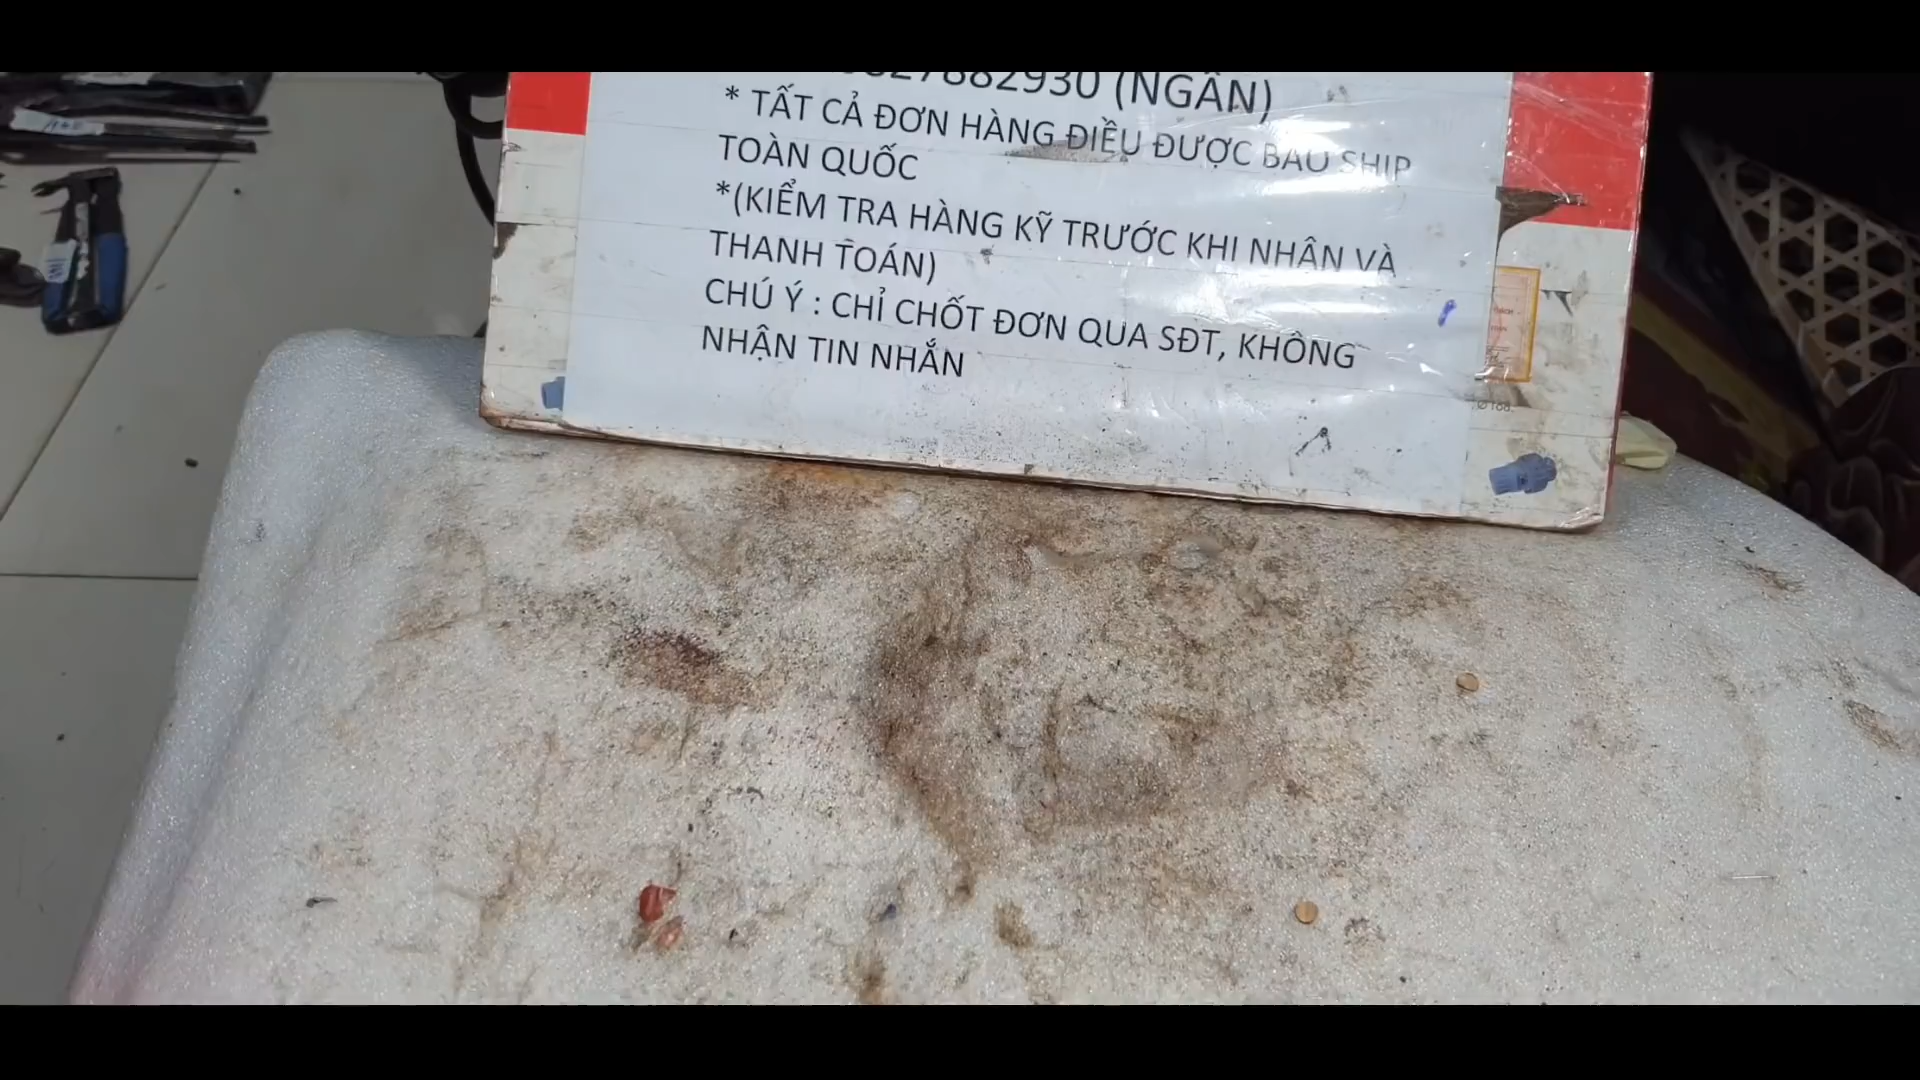 (NGÂN)
* TẤT CẢ ĐƠN HÀNG ĐIỀU ĐƯỢC BAO SHIP
TOÀN QUỐC
*(KIỂM TRA HÀNG KỸ TRƯỚC KHI NHẬN VÀ
THANH TOÁN)
CHÚ Ý : CHỈ CHỐT ĐƠN QUA SĐT, KHÔNG
NHẬN TIN NHẮN